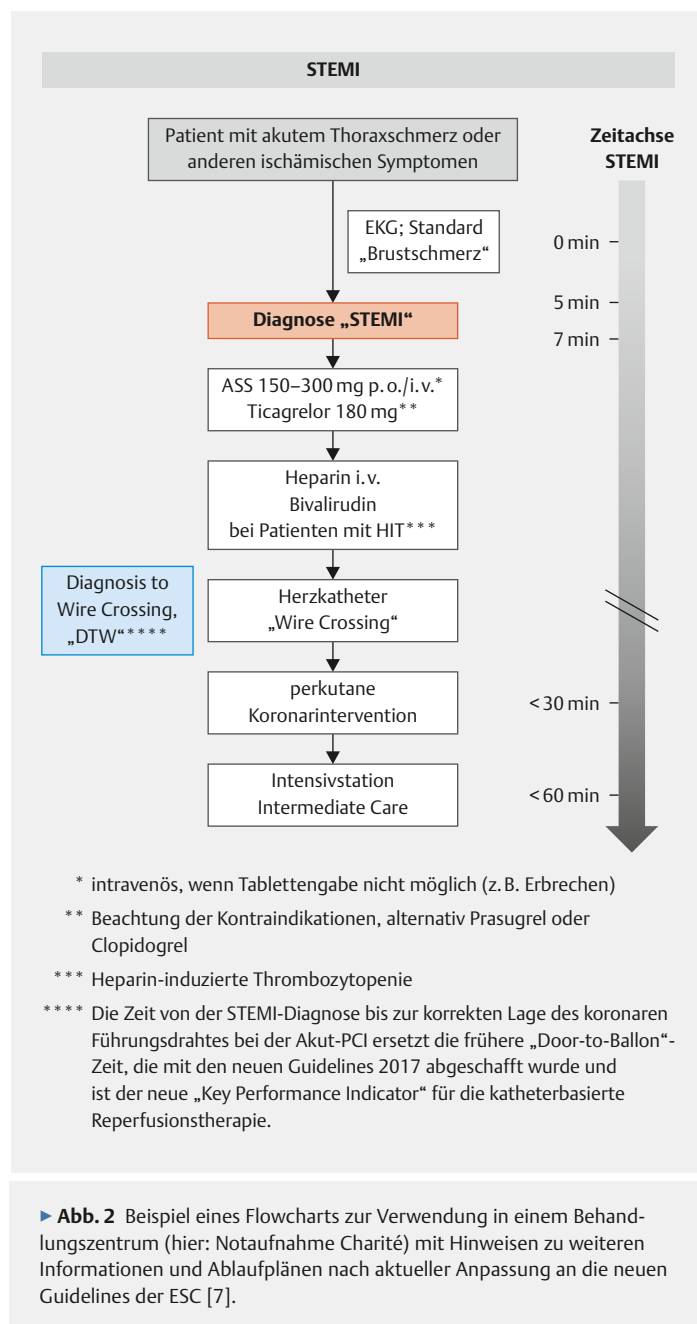 STEMI
Patient mit akutem Thoraxschmerz oder
anderen ischämischen Symptomen
Zeitachse
STEMI
EKG; Standard
„Brustschmerz“
0 min
Diagnose „STEMI“
5 min
7 min
ASS 150–300 mg p. o./i. v.*
Ticagrelor 180 mg**
Heparin i. v.
Bivalirudin
bei Patienten mit HIT***
Diagnosis to
Wire Crossing,
„DTW“****
Herzkatheter
„Wire Crossing“
perkutane
Koronarintervention
< 30 min
Intensivstation
Intermediate Care
< 60 min
* intravenös, wenn Tablettengabe nicht möglich (z. B. Erbrechen)
** Beachtung der Kontraindikationen, alternativ Prasugrel oder
Clopidogrel
*** Heparin-induzierte Thrombozytopenie
**** Die Zeit von der STEMI-Diagnose bis zur korrekten Lage des koronaren
Führungsdrahtes bei der Akut-PCI ersetzt die frühere „Door-to-Ballon“-
Zeit, die mit den neuen Guidelines 2017 abgeschafft wurde und
ist der neue „Key Performance Indicator“ für die katheterbasierte
Reperfusionstherapie.
▶ Abb. 2 Beispiel eines Flowcharts zur Verwendung in einem Behand-
lungszentrum (hier: Notaufnahme Charité) mit Hinweisen zu weiteren
Informationen und Ablaufplänen nach aktueller Anpassung an die neuen
Guidelines der ESC [7].